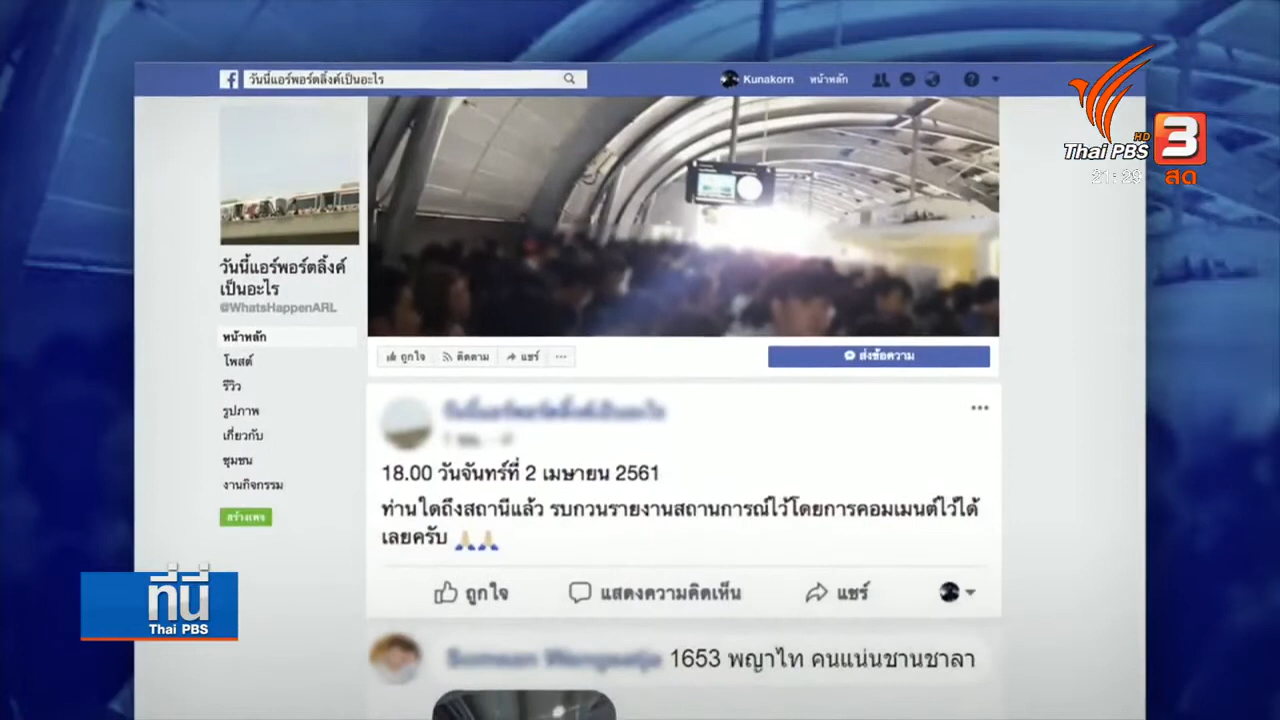 วันนี้แอร์พอร์ตลิ้งค์เป็นอะไร
Kunakorn หน้าหลัก
HD
Thai PBS 3
21:29 สด
วันนี้แอร์พอร์ตลิ้งค์
เป็นอะไร
@WhatsHappenARL
หน้าหลัก
โพสต์
รีวิว
รูปภาพ
เกี่ยวกับ
ชุมชน
งานกิจกรรม
สร้างเพจ
ถูกใจ ติดตาม แชร์ ...
ส่งข้อความ
18.00 วันจันทร์ที่ 2 เมษายน 2561
ท่านใดถึงสถานีแล้ว รบกวนรายงานสถานการณ์ไว้โดยการคอมเมนต์ไว้ได้
เลยครับ 🙏🙏
ถูกใจ แสดงความคิดเห็น แชร์
1653 พญาไท คนแน่นชานชาลา
ที่นี่
Thai PBS